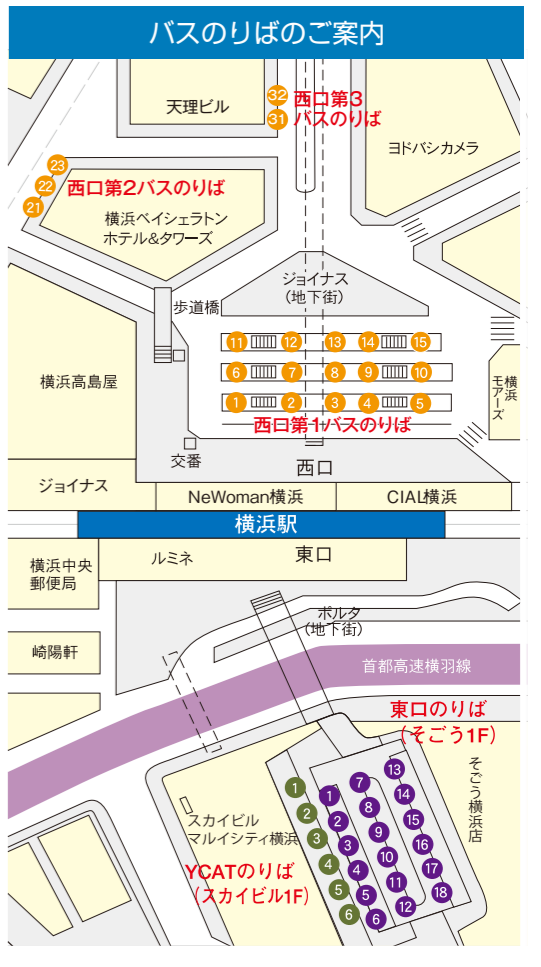 バスのりばのご案内
天理ビル
32
31
西口第3
バスのりば
ヨドバシカメラ
23
22
21
西口第2バスのりば
横浜ベイシェラトン
ホテル&タワーズ
ジョイナス
(地下街)
歩道橋
11 12 13 14 15
6 7 8 9 10
1 2 3 4 5
西口第1バスのりば
横浜高島屋
横浜
モアーズ
交番
西口
ジョイナス
NeWoman横浜
CIAL横浜
横浜駅
横浜中央
郵便局
ルミネ
東口
ポルタ
(地下街)
崎陽軒
首都高速横羽線
東口のりば
(そごう1F)
そごう横浜店
スカイビル
マルイシティ横浜
YCATのりば
(スカイビル1F)
1
2
3
4
5
6
1
2
3
4
5
6
7
8
9
10
11
12
13
14
15
16
17
18